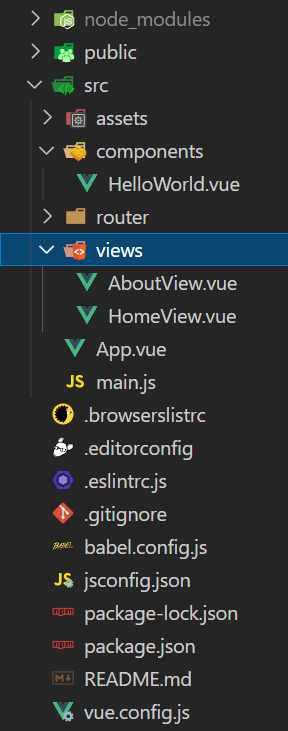 node_modules
public
src
assets
components
HelloWorld.vue
router
views
AboutView.vue
HomeView.vue
App.vue
JS main.js
.browserslistrc
.editorconfig
.eslintrc.js
.gitignore
BABEL babel.config.js
JS jsconfig.json
npm package-lock.json
npm package.json
M README.md
vue.config.js